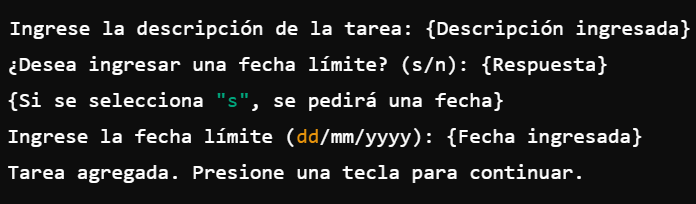 Ingrese la descripción de la tarea: {Descripción ingresada}
¿Desea ingresar una fecha límite? (s/n): {Respuesta}
{Si se selecciona "s", se pedirá una fecha}
Ingrese la fecha límite (dd/mm/yyyy): {Fecha ingresada}
Tarea agregada. Presione una tecla para continuar.